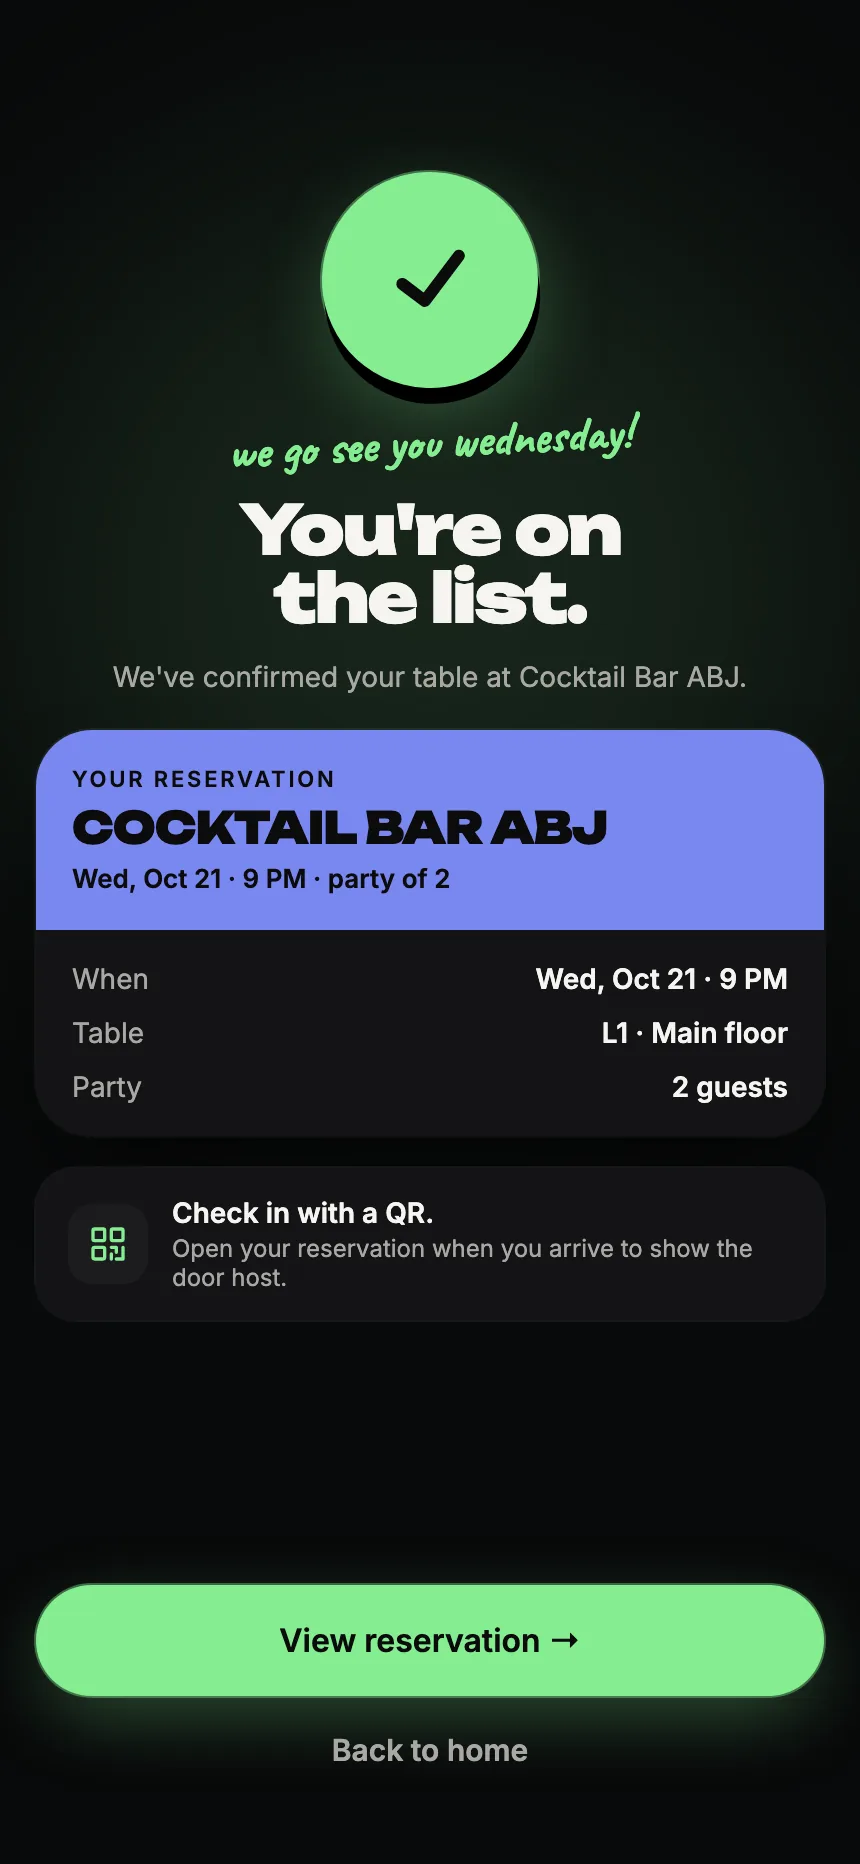 we go see you wednesday!
You're on
the list.
We've confirmed your table at Cocktail Bar ABJ.
YOUR RESERVATION
COCKTAIL BAR ABJ
Wed, Oct 21 · 9 PM · party of 2
When Wed, Oct 21 · 9 PM
Table L1 · Main floor
Party 2 guests
Check in with a QR.
Open your reservation when you arrive to show the
door host.
View reservation →
Back to home